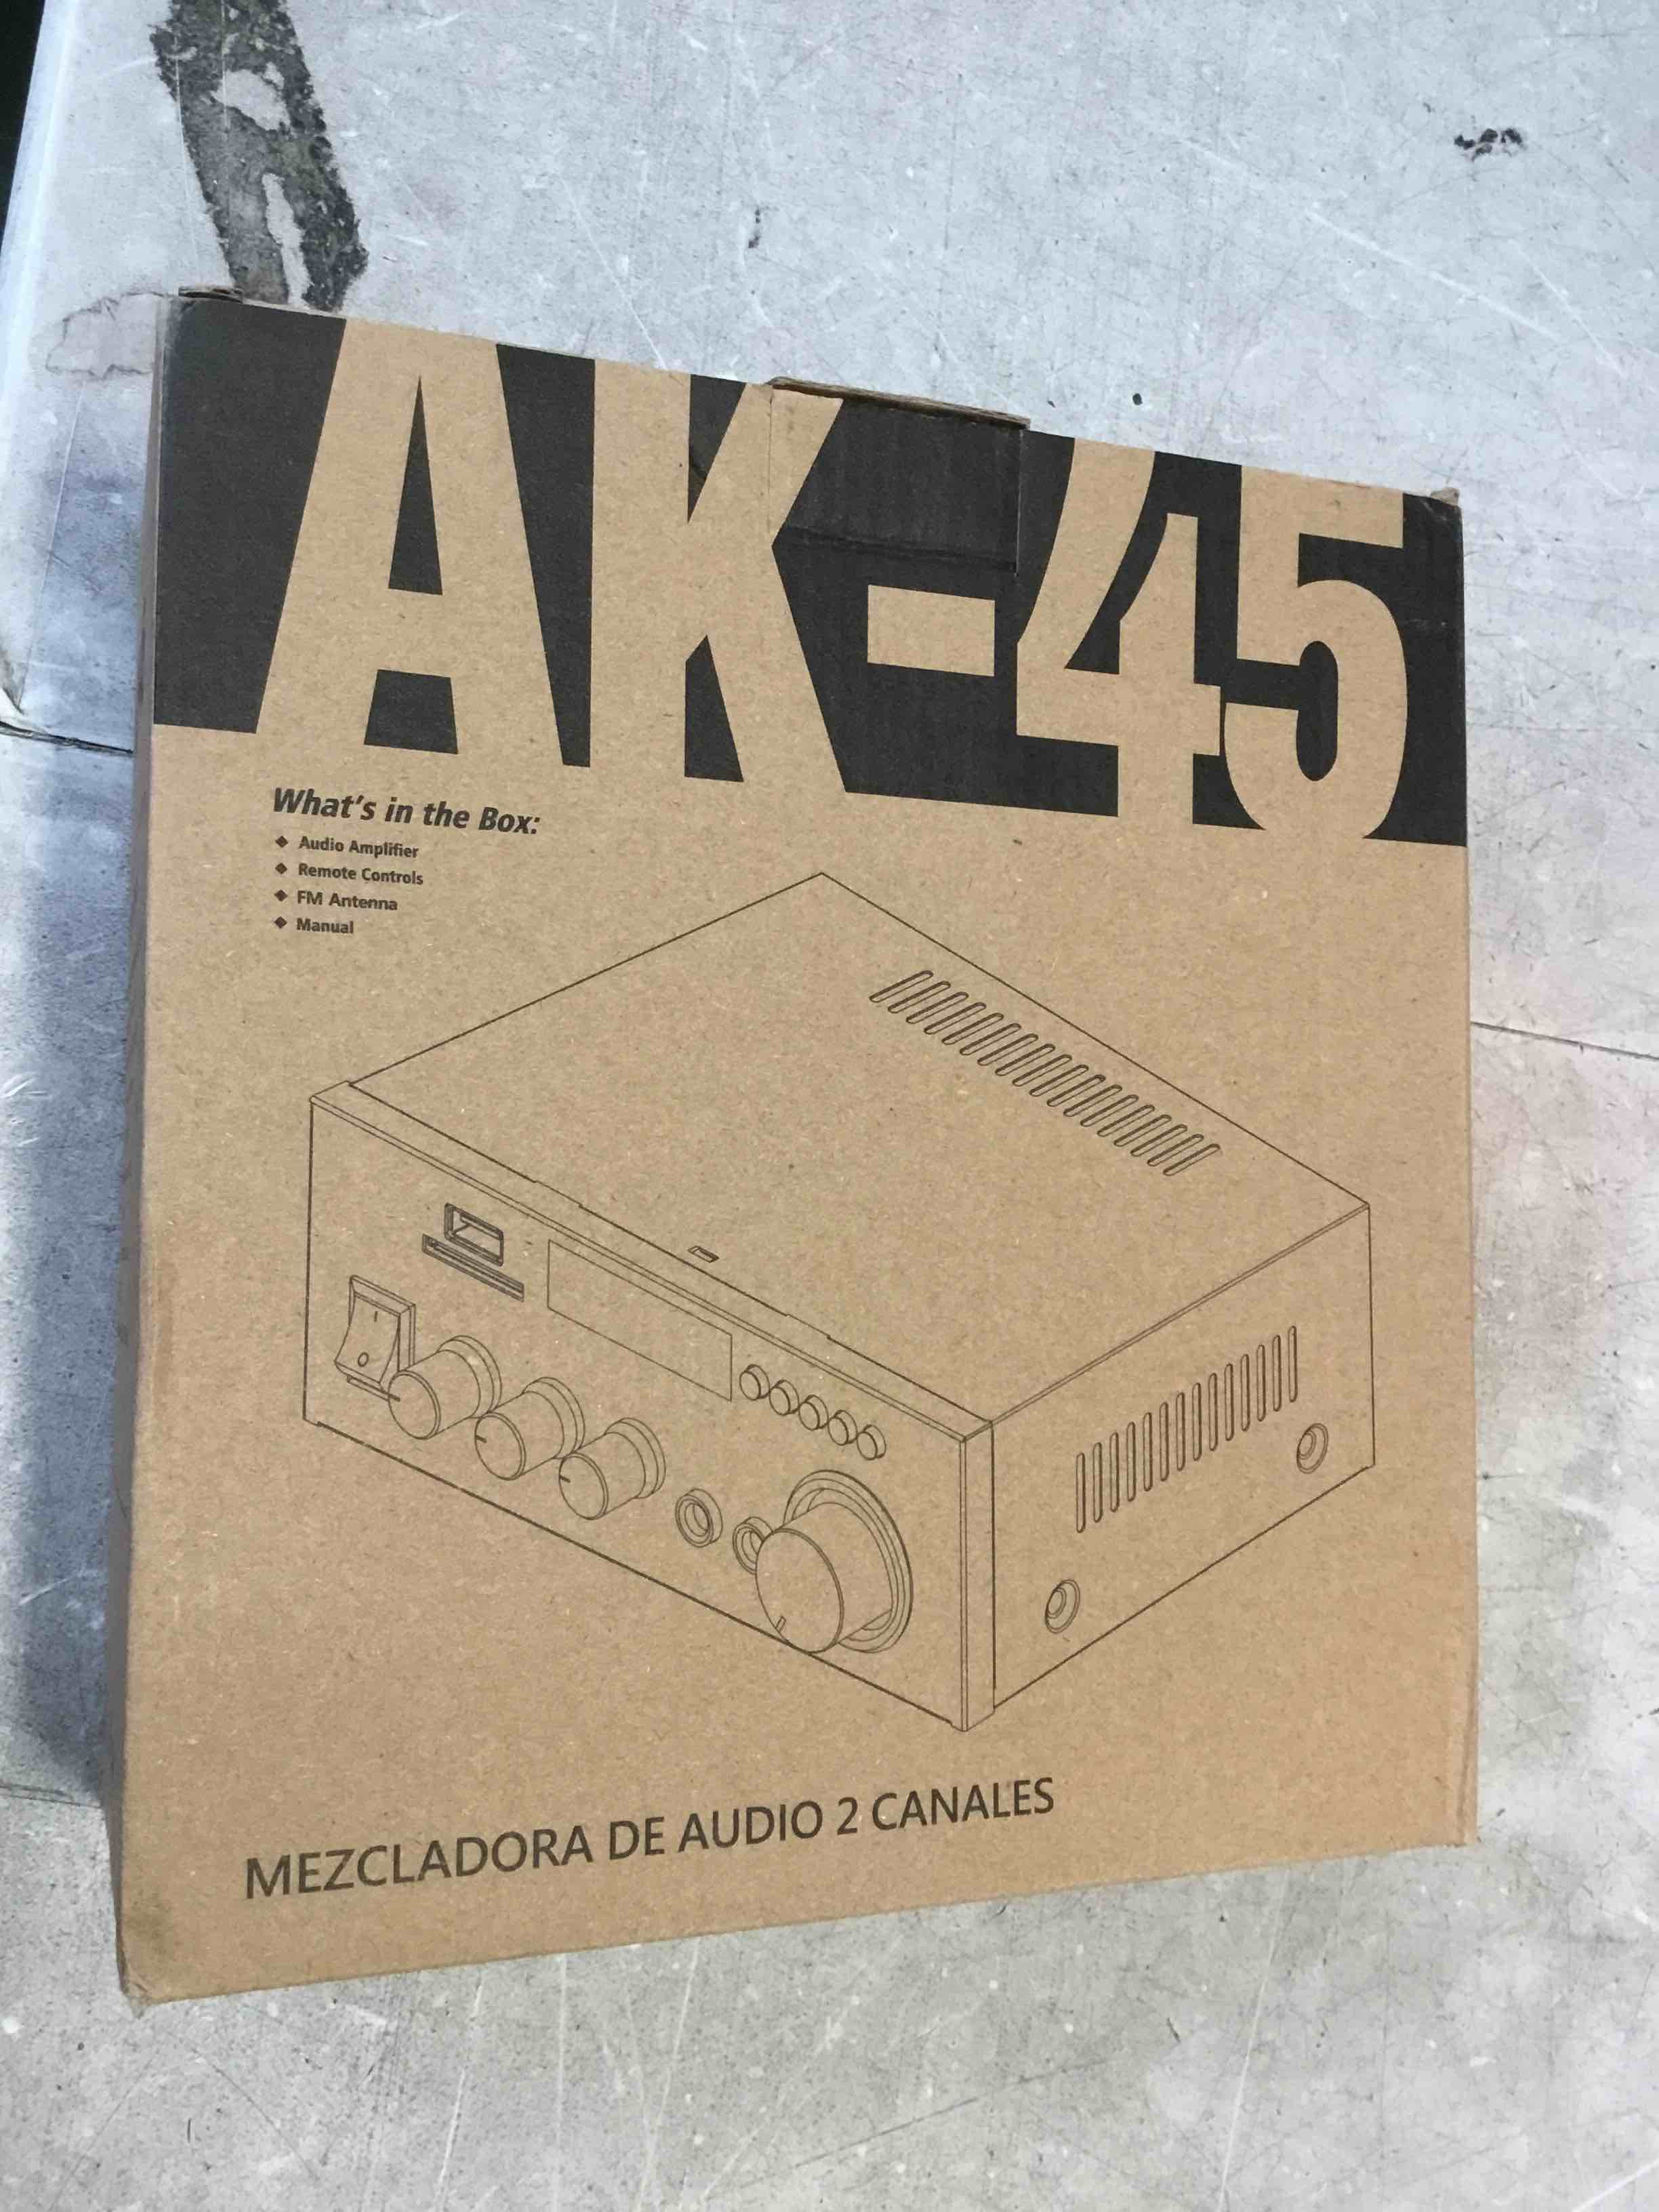 AK-45
What's in the Box:
◆ Audio Amplifier
◆ Remote Controls
◆ FM Antenna
◆ Manual
MEZCLADORA DE AUDIO 2 CANALES